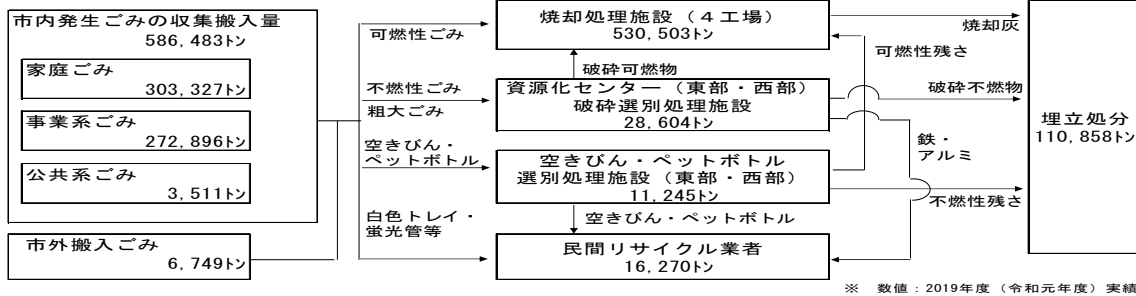 市内発生ごみの収集搬入量
586,483㌧
家庭ごみ
303,327㌧
事業系ごみ
272,896㌧
公共系ごみ
3,511㌧
市外搬入ごみ
6,749㌧
可燃性ごみ
不燃性ごみ
粗大ごみ
空きびん・
ペットボトル
白色トレイ・
蛍光管等
焼却処理施設（４工場）
530,503㌧
破砕可燃物
資源化センター（東部・西部）
破砕選別処理施設
28,604㌧
空きびん・ペットボトル
選別処理施設（東部・西部）
11,245㌧
空きびん・ペットボトル
民間リサイクル業者
16,270㌧
焼却灰
可燃性残さ
破砕不燃物
鉄・
アルミ
不燃性残さ
埋立処分
110,858㌧
※　数値：2019年度（令和元年度）実績